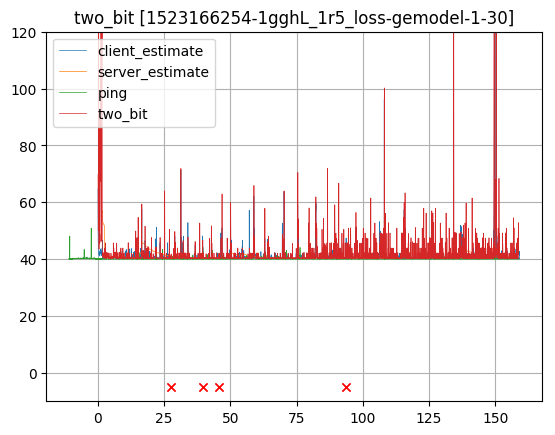 two_bit [1523166254-1gghL_1r5_loss-gemodel-1-30]
120
100
80
60
40
20
0
client_estimate
server_estimate
ping
two_bit
0 25 50 75 100 125 150